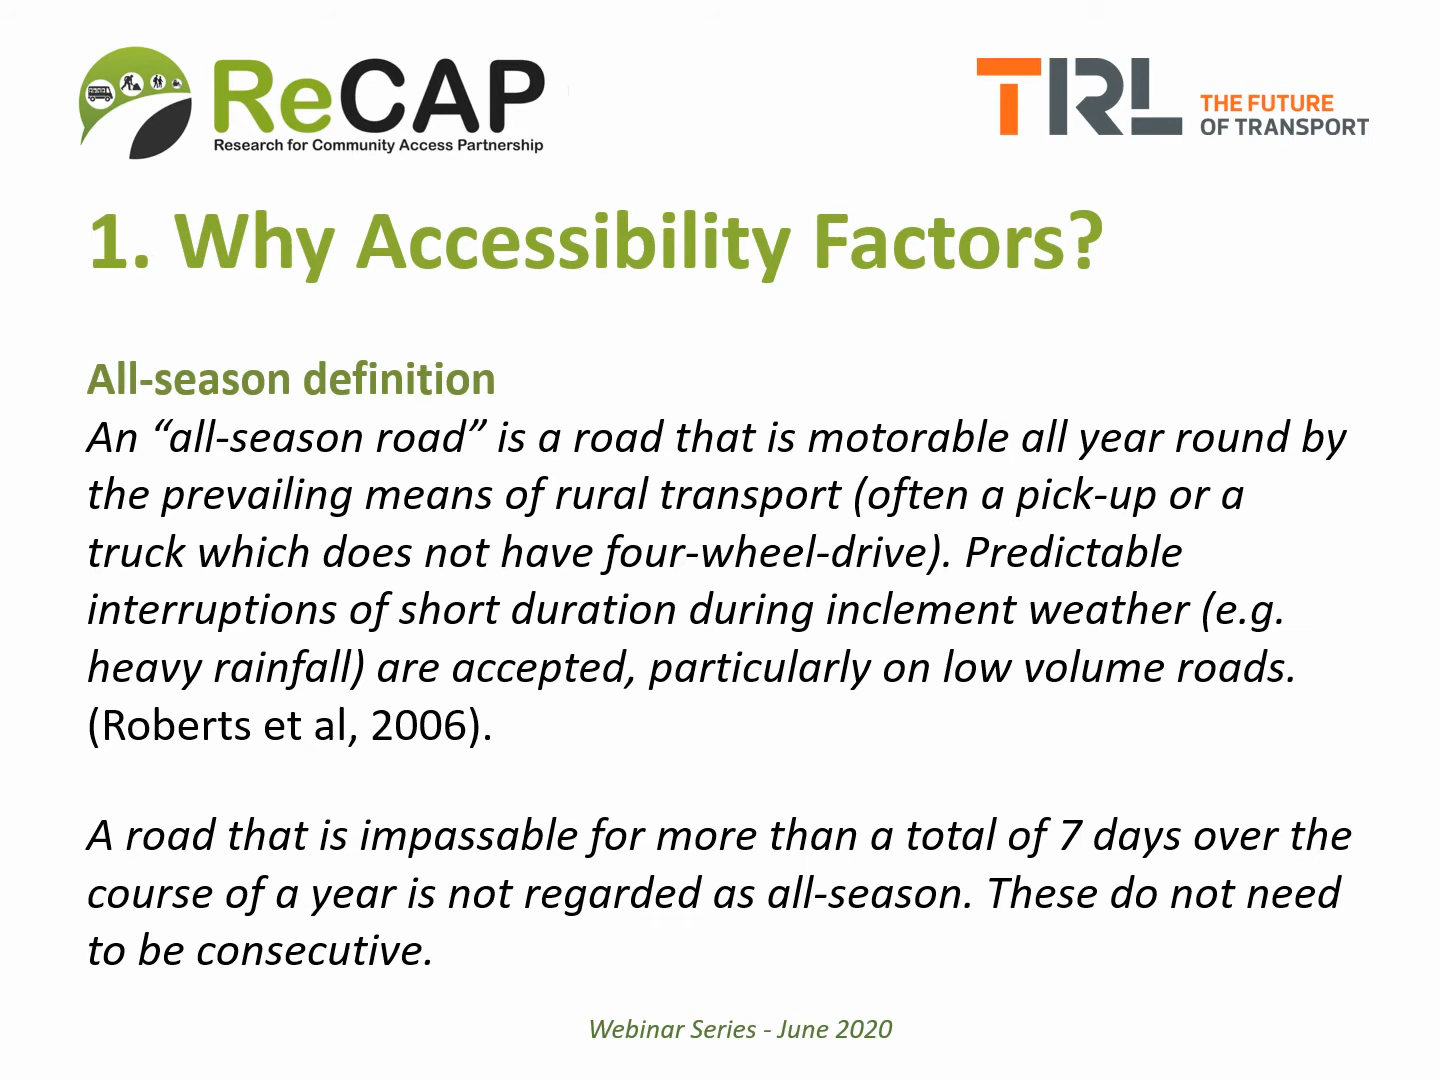 ReCAP
Research for Community Access Partnership
TRL
THE FUTURE
OF TRANSPORT
1. Why Accessibility Factors?
All-season definition
An “all-season road” is a road that is motorable all year round by
the prevailing means of rural transport (often a pick-up or a
truck which does not have four-wheel-drive). Predictable
interruptions of short duration during inclement weather (e.g.
heavy rainfall) are accepted, particularly on low volume roads.
(Roberts et al, 2006).
A road that is impassable for more than a total of 7 days over the
course of a year is not regarded as all-season. These do not need
to be consecutive.
Webinar Series - June 2020